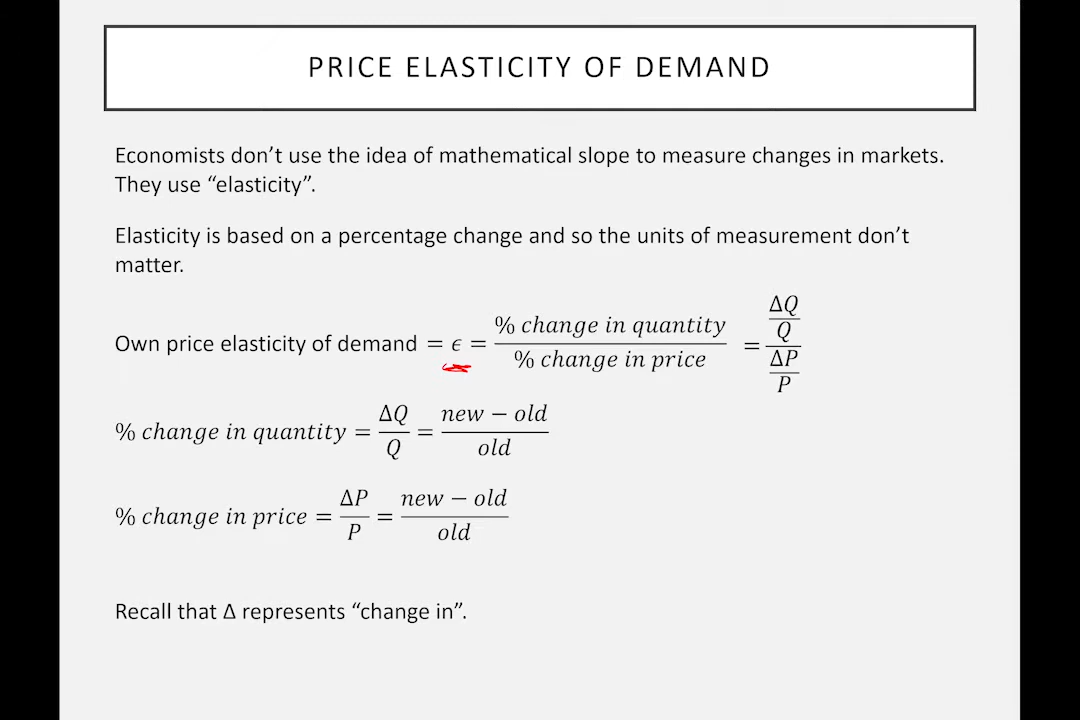 PRICE ELASTICITY OF DEMAND
Economists don’t use the idea of mathematical slope to measure changes in markets.
They use “elasticity”.
Elasticity is based on a percentage change and so the units of measurement don’t
matter.
Own price elasticity of demand = ϵ = % change in quantity / % change in price = (ΔQ / Q) / (ΔP / P)
% change in quantity = ΔQ / Q = new − old / old
% change in price = ΔP / P = new − old / old
Recall that Δ represents “change in”.